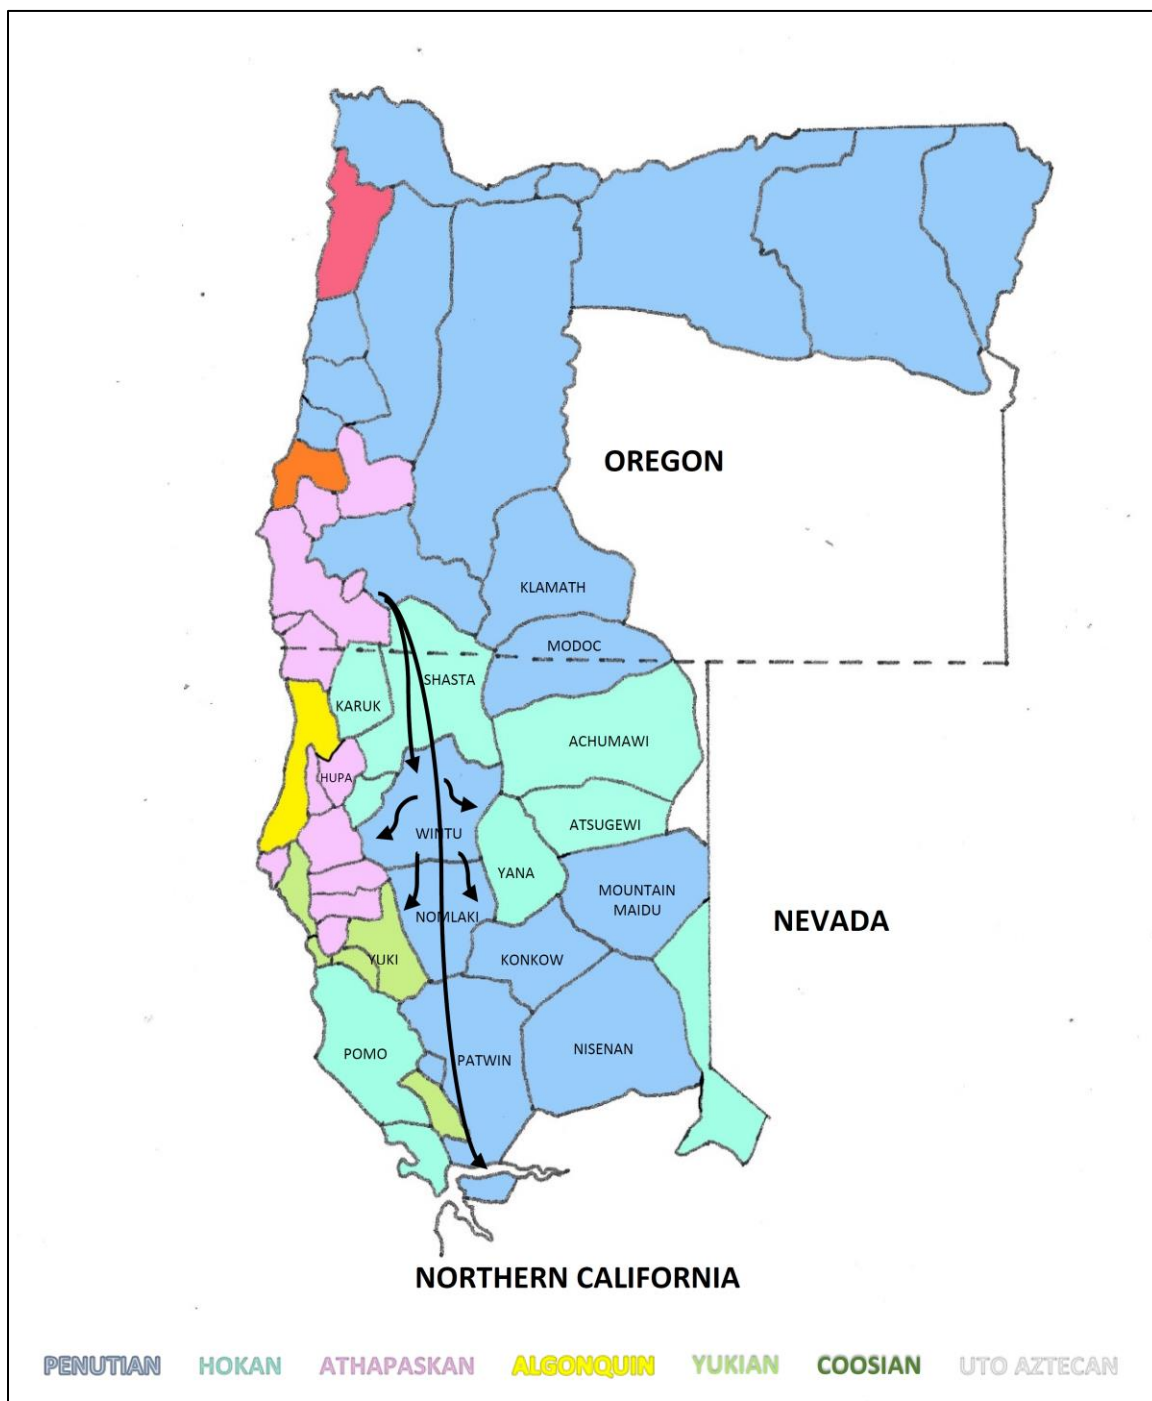 OREGON
KLAMATH
MODOC
SHASTA
KARUK
ACHUMAWI
HUPA
ATSUGEWI
WINTU
YANA
MOUNTAIN
MAIDU
NOMLAKI
NEVADA
YUKI
KONKOW
POMO
PATWIN
NISENAN
NORTHERN CALIFORNIA
PENUTIAN HOKAN ATHAPASKAN ALGONQUIN YUKIAN COOSIAN UTO AZTECAN